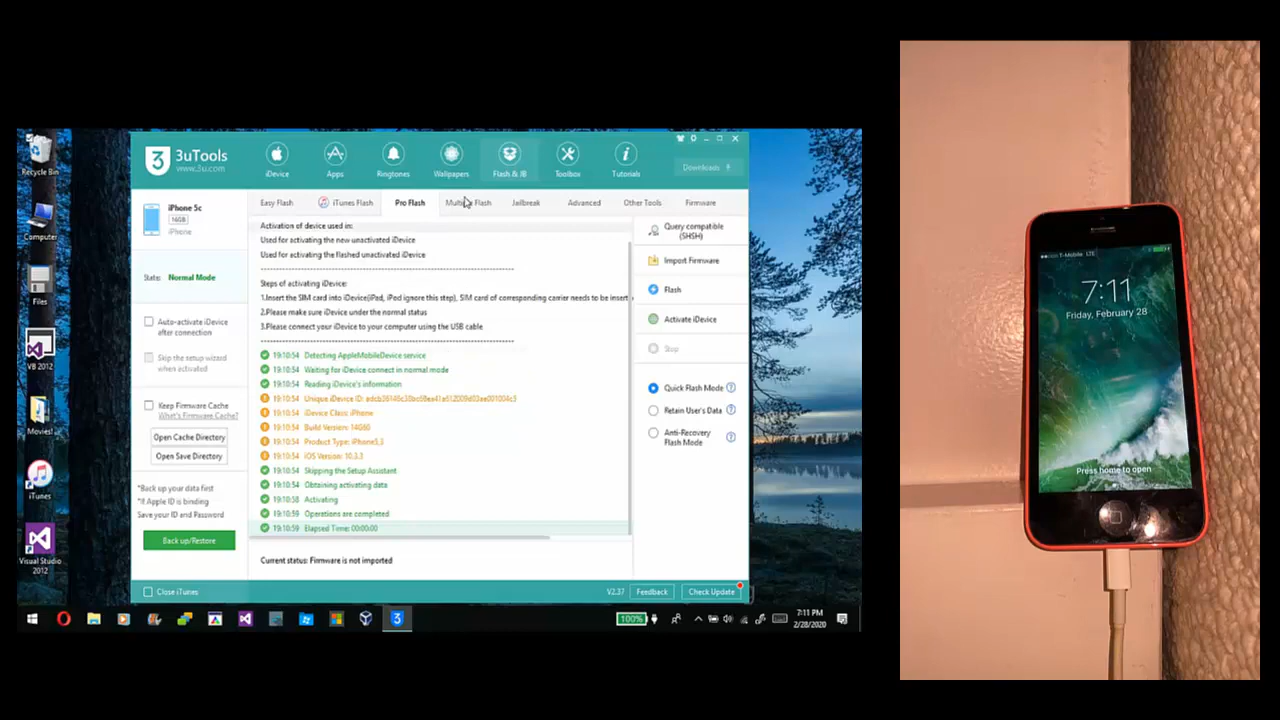 Recycle Bin
Computer
Files
VB 2012
Movies!
iTunes
Visual Studio
2012
3
3uTools
www.3u.com
iDevice
Apps
Ringtones
Wallpapers
Flash & JB
Toolbox
Tutorials
Downloads
iPhone 5c
16GB
iPhone
State: Normal Mode
Auto-activate iDevice
after connection
Skip the setup wizard
when activated
Keep Firmware Cache
What's Firmware Cache?
Open Cache Directory
Open Save Directory
*Back up your data first
*If Apple ID is binding
Save your ID and Password
Back up/Restore
Easy Flash
iTunes Flash
Pro Flash
Flash
Jailbreak
Advanced
Other Tools
Firmware
Activation of device used in:
Used for activating the new unactivated iDevice
Used for activating the flashed unactivated iDevice
Steps of activating iDevice:
1.Insert the SIM card into iDevice(iPad, iPod ignore this step), SIM card of corresponding carrier needs to be insert
2.Please make sure iDevice under the normal status
3.Please connect your iDevice to your computer using the USB cable
19:10:54 Detecting AppleMobileDevice service
19:10:54 Waiting for iDevice connect in normal mode
19:10:54 Reading iDevice's information
19:10:54 Unique iDevice ID:
19:10:54 iDevice Class: iPhone
19:10:54 Build Version: 14G60
19:10:54 Product Type: iPhone5,3
19:10:54 iOS Version: 10.3.3
19:10:54 Skipping the Setup Assistant
19:10:54 Obtaining activating data
19:10:58 Activating
19:10:59 Operations are completed
19:10:59 Elapsed Time: 00:00:00
Current status: Firmware is not imported
Query compatible
(SHSH)
Import Firmware
Flash
Activate iDevice
Stop
Quick Flash Mode ?
Retain User's Data ?
Anti-Recovery
Flash Mode ?
Close iTunes
V2.37
Feedback
Check Update
3
100%
7:11 PM
2/28/2020
T-Mobile LTE
7:11
Friday, February 28
Press home to open